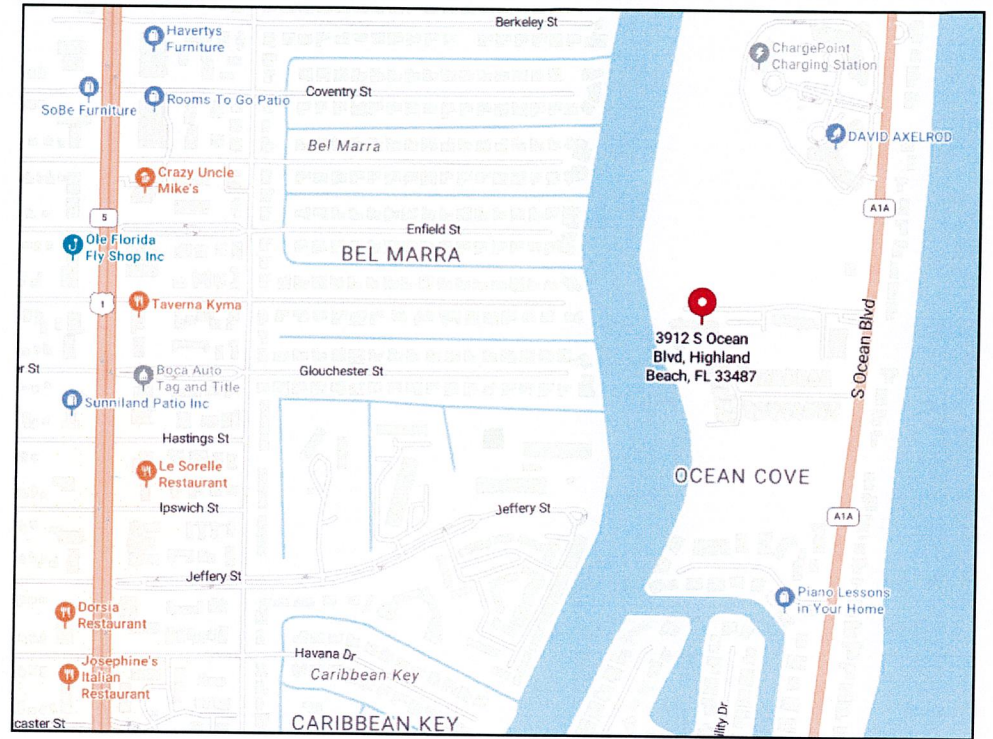 Berkeley St
Havertys
Furniture
ChargePoint
Charging Station
SoBe Furniture
Rooms To Go Patio
Coventry St
DAVID AXELROD
Bel Marra
Crazy Uncle
Mike's
A1A
5
Enfield St
Ole Florida
Fly Shop Inc
BEL MARRA
1
Taverna Kyma
3912 S Ocean
Blvd, Highland
Beach, FL 33487
S Ocean Blvd
r St
Boca Auto
Tag and Title
Glouchester St
Sunniland Patio Inc
Hastings St
Le Sorelle
Restaurant
OCEAN COVE
Ipswich St
Jeffery St
A1A
Jeffery St
Piano Lessons
in Your Home
Dorsia
Restaurant
Havana Dr
Josephine's
Italian
Restaurant
Caribbean Key
caster St
CARIBBEAN KEY
ility Dr